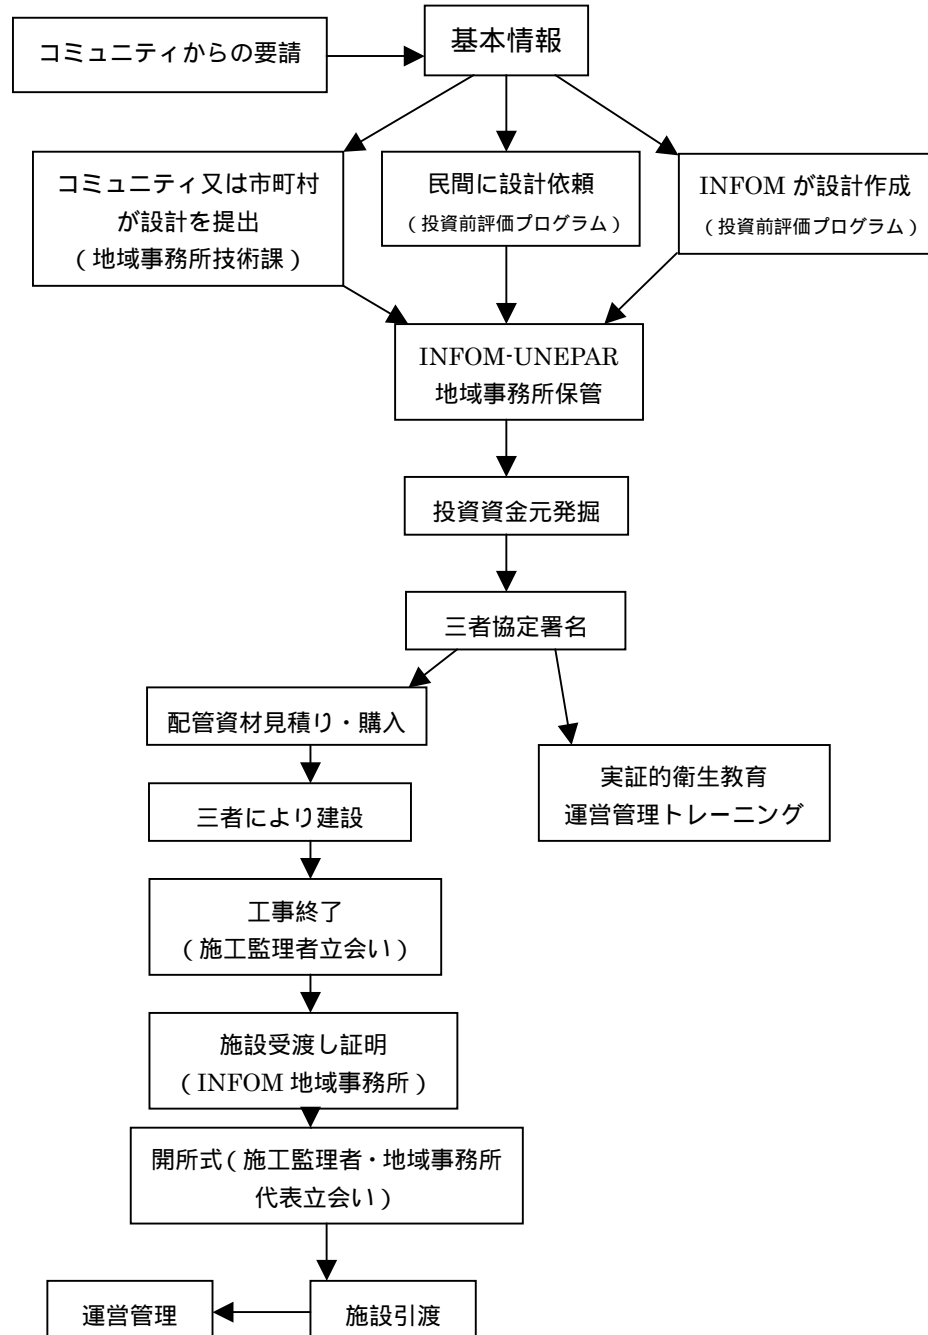 コミュニティからの要請
基本情報
コミュニティ又は市町村
が設計を提出
(地域事務所技術課)
民間に設計依頼
(投資前評価プログラム)
INFOM が設計作成
(投資前評価プログラム)
INFOM-UNEPAR
地域事務所保管
投資資金元発掘
三者協定署名
配管資材見積り・購入
実証的衛生教育
運営管理トレーニング
三者により建設
工事終了
(施工監理者立会い)
施設受渡し証明
(INFOM 地域事務所)
開所式(施工監理者・地域事務所
代表立会い)
運営管理
施設引渡